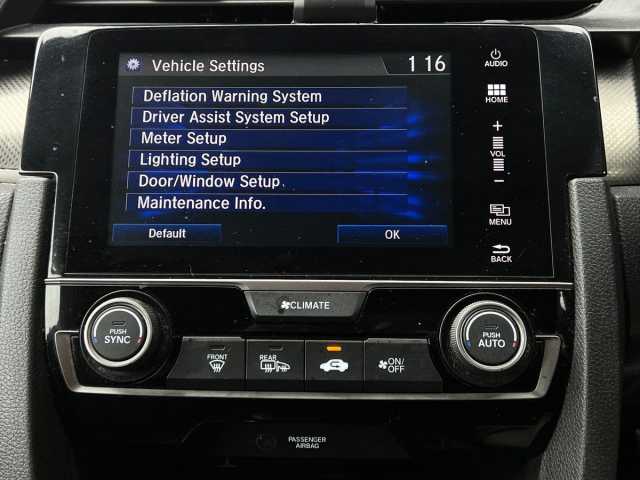 Vehicle Settings
1 16
AUDIO
HOME
Deflation Warning System
Driver Assist System Setup
Meter Setup
Lighting Setup
Door/Window Setup
Maintenance Info.
+
VOL
−
MENU
Default
OK
BACK
CLIMATE
PUSH
SYNC
FRONT
REAR
ON/
OFF
PUSH
AUTO
PASSENGER
AIRBAG